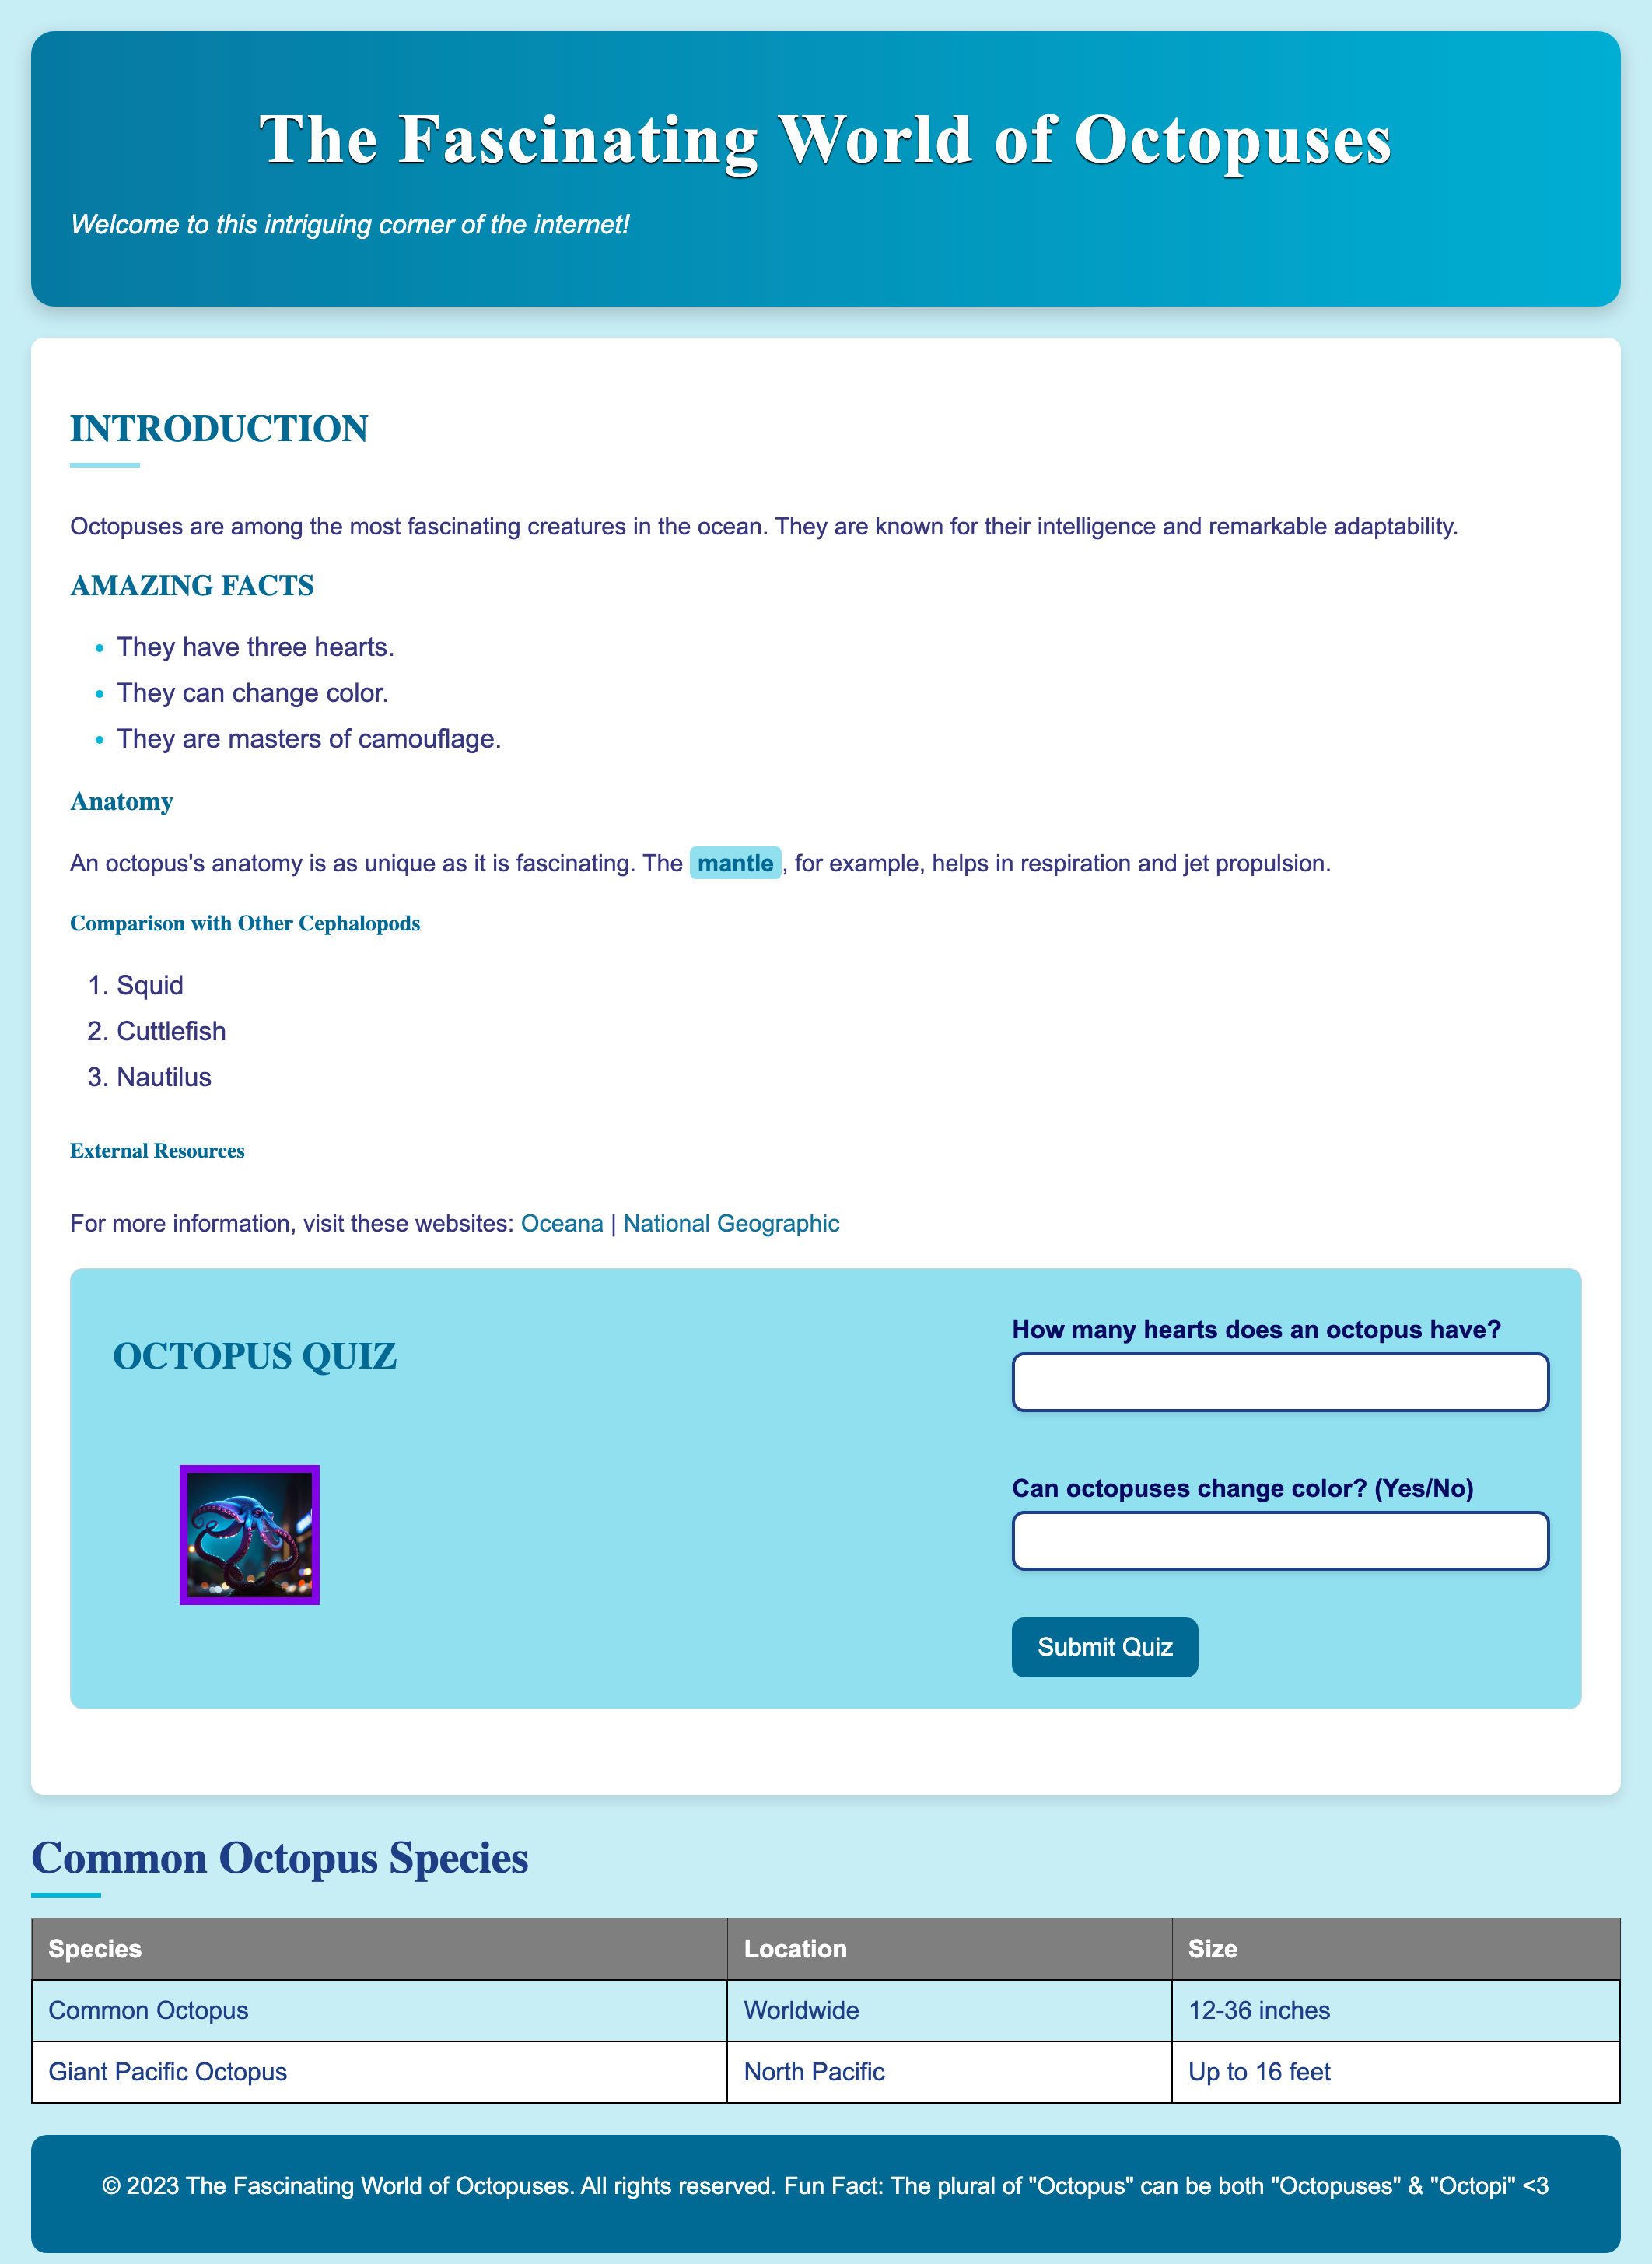 The Fascinating World of Octopuses
Welcome to this intriguing corner of the internet!
INTRODUCTION
Octopuses are among the most fascinating creatures in the ocean. They are known for their intelligence and remarkable adaptability.
AMAZING FACTS
• They have three hearts.
• They can change color.
• They are masters of camouflage.
Anatomy
An octopus's anatomy is as unique as it is fascinating. The mantle, for example, helps in respiration and jet propulsion.
Comparison with Other Cephalopods
1. Squid
2. Cuttlefish
3. Nautilus
External Resources
For more information, visit these websites: Oceana | National Geographic
OCTOPUS QUIZ
How many hearts does an octopus have?
Can octopuses change color? (Yes/No)
Submit Quiz
Common Octopus Species
Species Location Size
Common Octopus Worldwide 12-36 inches
Giant Pacific Octopus North Pacific Up to 16 feet
© 2023 The Fascinating World of Octopuses. All rights reserved. Fun Fact: The plural of "Octopus" can be both "Octopuses" & "Octopi" <3